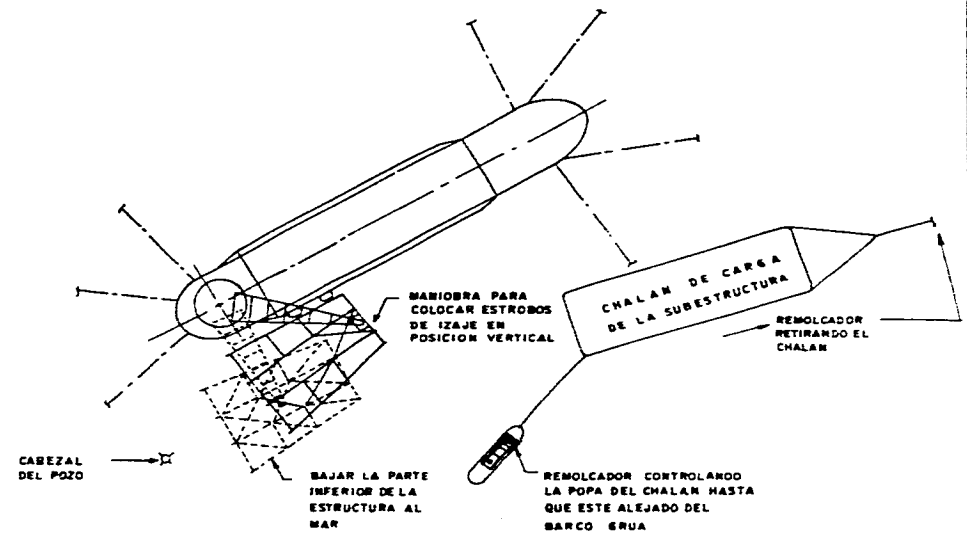 MANIOBRA PARA
COLOCAR ESTROBOS
DE IZAJE EN
POSICION VERTICAL
CHALAN DE CARGA
DE LA SUBESTRUCTURA
REMOLCADOR
RETIRANDO EL
CHALAN
CABEZAL
DEL POZO
BAJAR LA PARTE
INFERIOR DE LA
ESTRUCTURA AL
MAR
REMOLCADOR CONTROLANDO
LA POPA DEL CHALAN HASTA
QUE ESTE ALEJADO DEL
BARCO GRUA